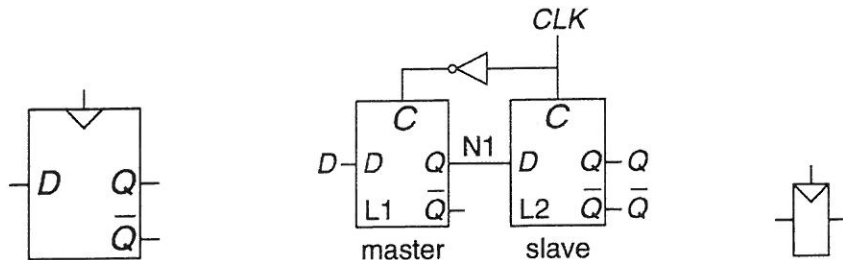 D Q
Q̅
CLK
C C
D D Q N1 D Q Q
L1 Q̅ L2 Q̅ Q̅
master slave